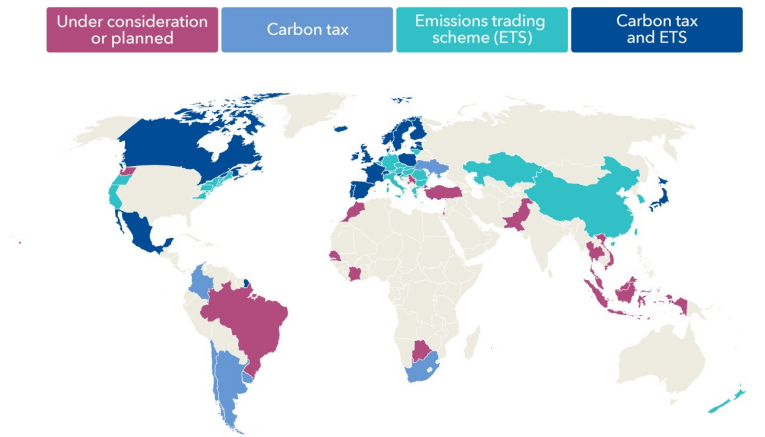 Under consideration
or planned
Carbon tax
Emissions trading
scheme (ETS)
Carbon tax
and ETS